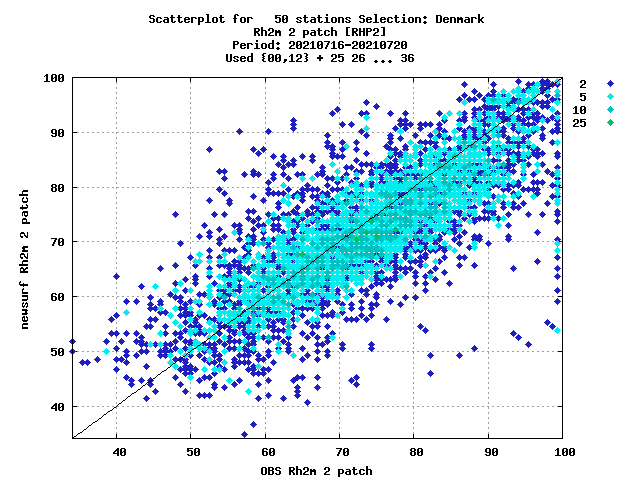 Scatterplot for   50 stations Selection: Denmark
Rh2m 2 patch [RHP2]
Period: 20210716-20210720
Used {00,12} + 25 26 ... 36
100
90
80
70
60
50
40
newsurf Rh2m 2 patch
2
5
10
25
40 50 60 70 80 90 100
OBS Rh2m 2 patch